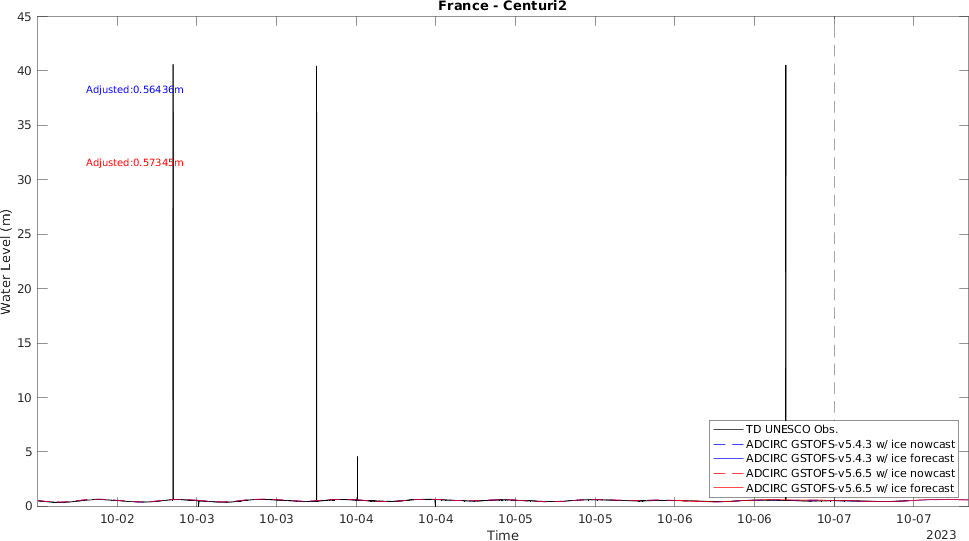 France - Centuri2
45
40
35
30
25
20
15
10
5
0
Water Level (m)
Adjusted:0.56436m
Adjusted:0.57345m
TD UNESCO Obs.
ADCIRC GSTOFS-v5.4.3 w/ ice nowcast
ADCIRC GSTOFS-v5.4.3 w/ ice forecast
ADCIRC GSTOFS-v5.6.5 w/ ice nowcast
ADCIRC GSTOFS-v5.6.5 w/ ice forecast
10-02 10-03 10-03 10-04 10-04 10-05 10-05 10-06 10-06 10-07 10-07
Time
2023